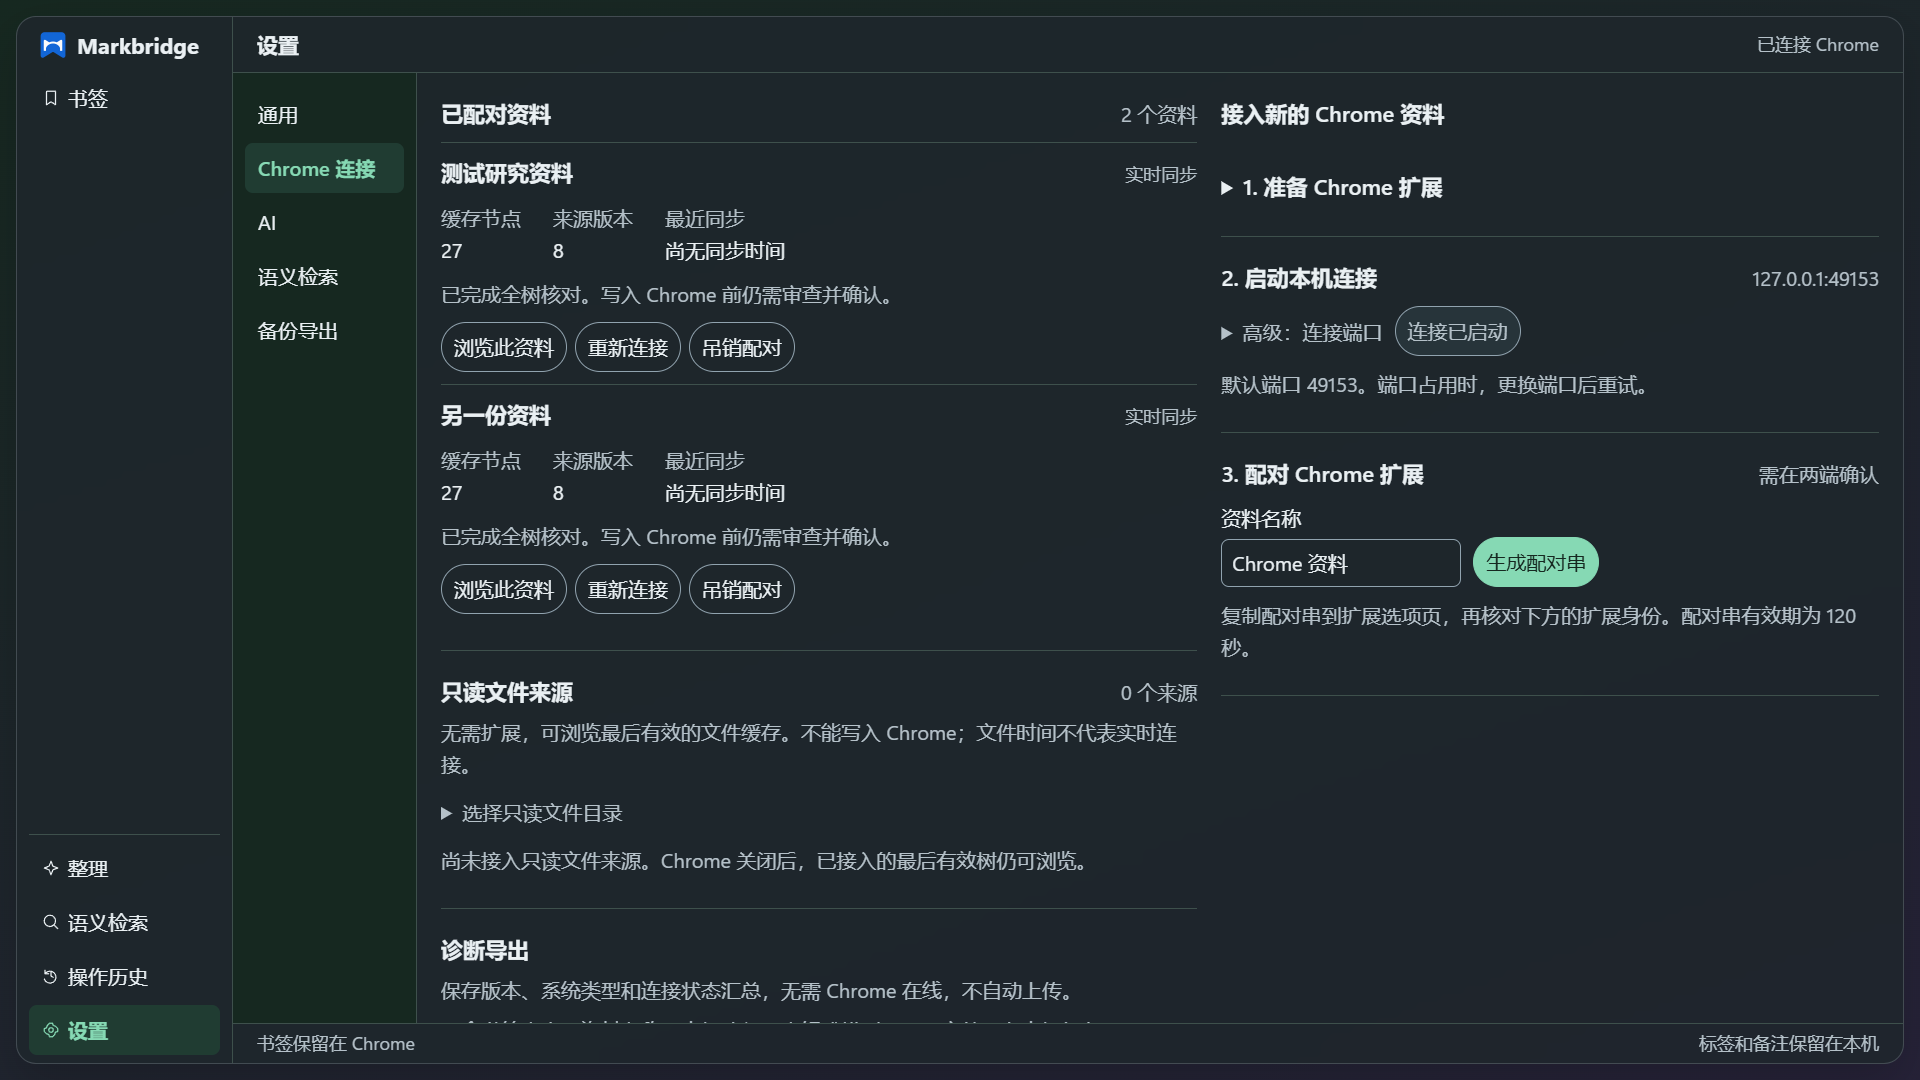 Markbridge
书签
整理
语义检索
操作历史
设置
设置
已连接 Chrome
通用
Chrome 连接
AI
语义检索
备份导出
已配对资料
2 个资料
测试研究资料
实时同步
缓存节点 来源版本 最近同步
27 8 尚无同步时间
已完成全树核对。写入 Chrome 前仍需审查并确认。
浏览此资料 重新连接 吊销配对
另一份资料
实时同步
缓存节点 来源版本 最近同步
27 8 尚无同步时间
已完成全树核对。写入 Chrome 前仍需审查并确认。
浏览此资料 重新连接 吊销配对
只读文件来源
0 个来源
无需扩展，可浏览最后有效的文件缓存。不能写入 Chrome；文件时间不代表实时连
接。
选择只读文件目录
尚未接入只读文件来源。Chrome 关闭后，已接入的最后有效树仍可浏览。
诊断导出
保存版本、系统类型和连接状态汇总，无需 Chrome 在线，不自动上传。
接入新的 Chrome 资料
1. 准备 Chrome 扩展
2. 启动本机连接
127.0.0.1:49153
高级：连接端口 连接已启动
默认端口 49153。端口占用时，更换端口后重试。
3. 配对 Chrome 扩展
需在两端确认
资料名称
Chrome 资料 生成配对串
复制配对串到扩展选项页，再核对下方的扩展身份。配对串有效期为 120
秒。
书签保留在 Chrome
标签和备注保留在本机